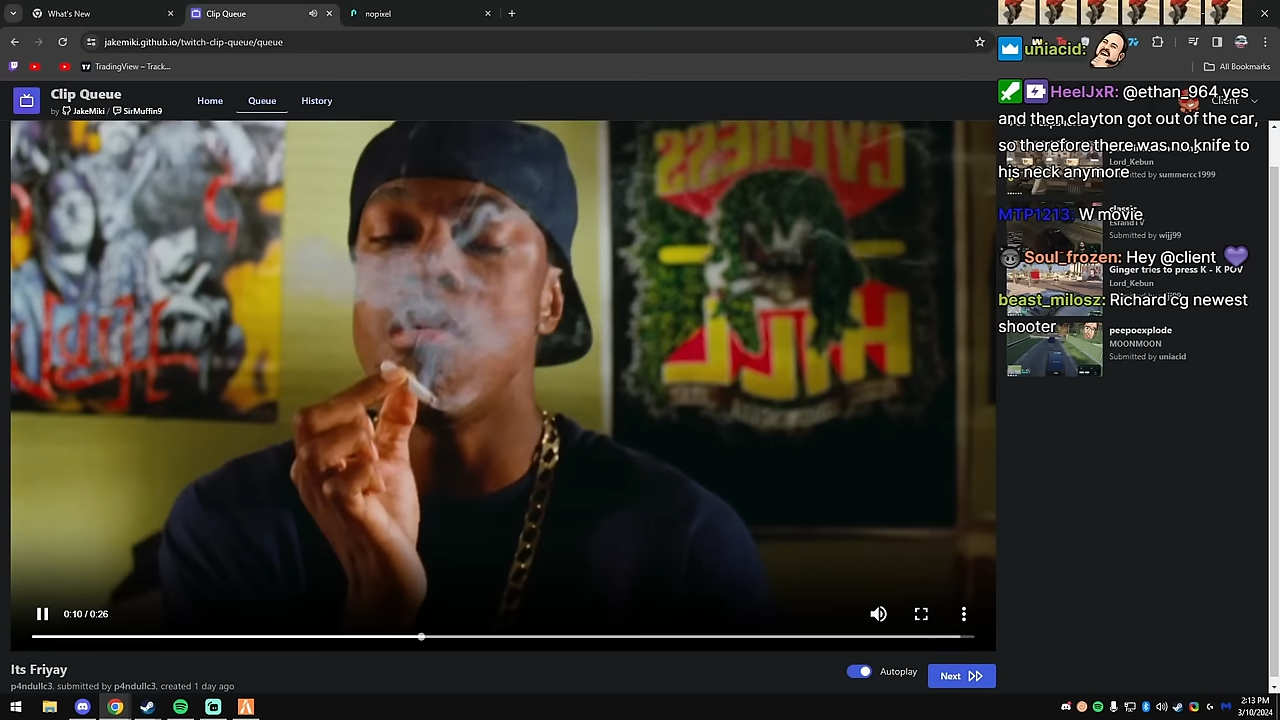 What's New
Clip Queue
nopixel
jakemiki.github.io/twitch-clip-queue/queue
TradingView – Track...
All Bookmarks
Clip Queue
by JakeMiki / SirMuffin9
Home
Queue
History
Client
uniacid:
HeelJxR: @ethan_964 yes
and then clayton got out of the car,
so therefore there was no knife to
his neck anymore
Lord_Kebun
Submitted by summercc1999
MTP1213: W movie
Submitted by wijj99
Soul_frozen: Hey @client
Ginger tries to press K - K POV
Lord_Kebun
beast_milosz: Richard cg newest
shooter
peepoexplode
MOONMOON
Submitted by uniacid
0:10 / 0:26
Its Friyay
p4ndullc3, submitted by p4ndullc3, created 1 day ago
Autoplay
Next
2:13 PM
3/10/2024